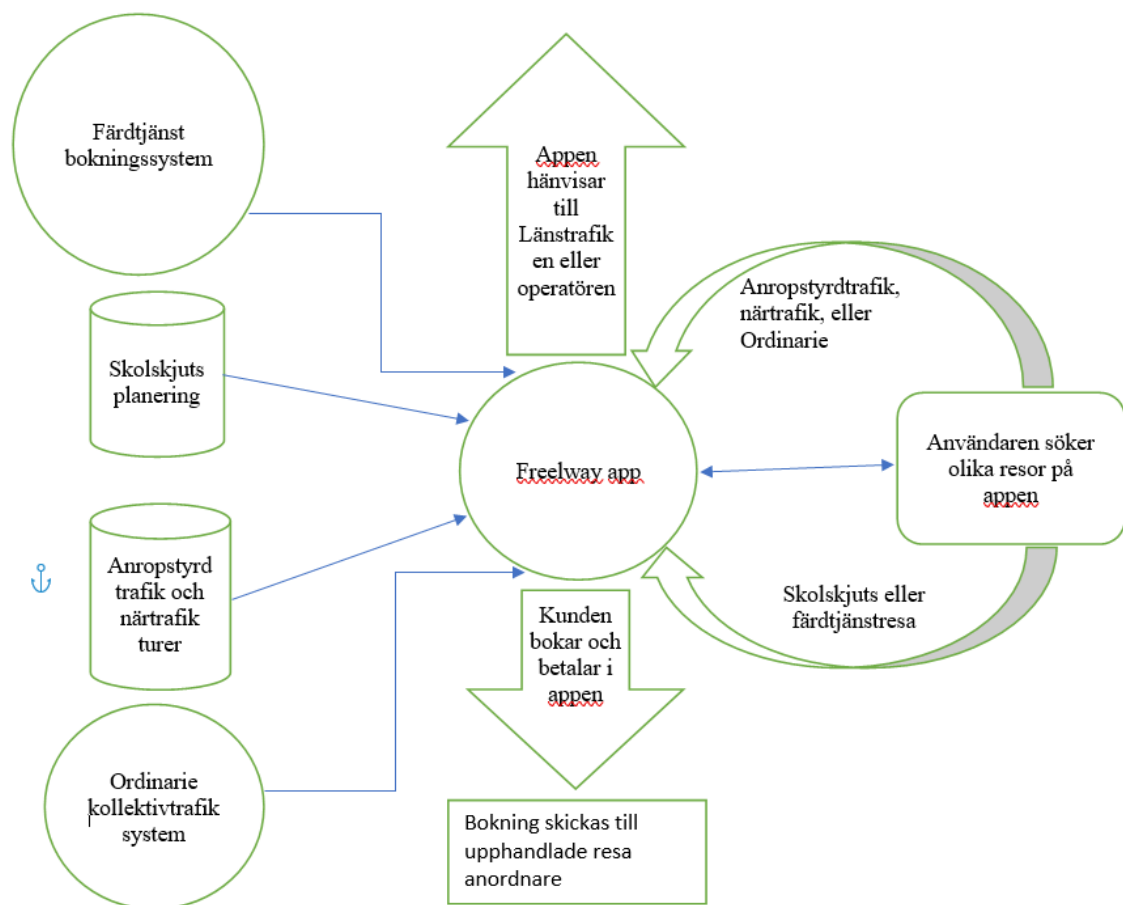 Färdtjänst
bokningssystem
Skolskjuts
planering
Anropstyrd
trafik och
närtrafik
turer
Ordinarie
kollektivtrafik
system
Appen
hänvisar
till
Länstrafik
en eller
operatören
Freelway app
Kunden
bokar och
betalar i
appen
Bokning skickas till
upphandlade resa
anordnare
Anropstyrdtrafik,
närtrafik, eller
Ordinarie
Användaren söker
olika resor på
appen
Skolskjuts eller
färdtjänstresa